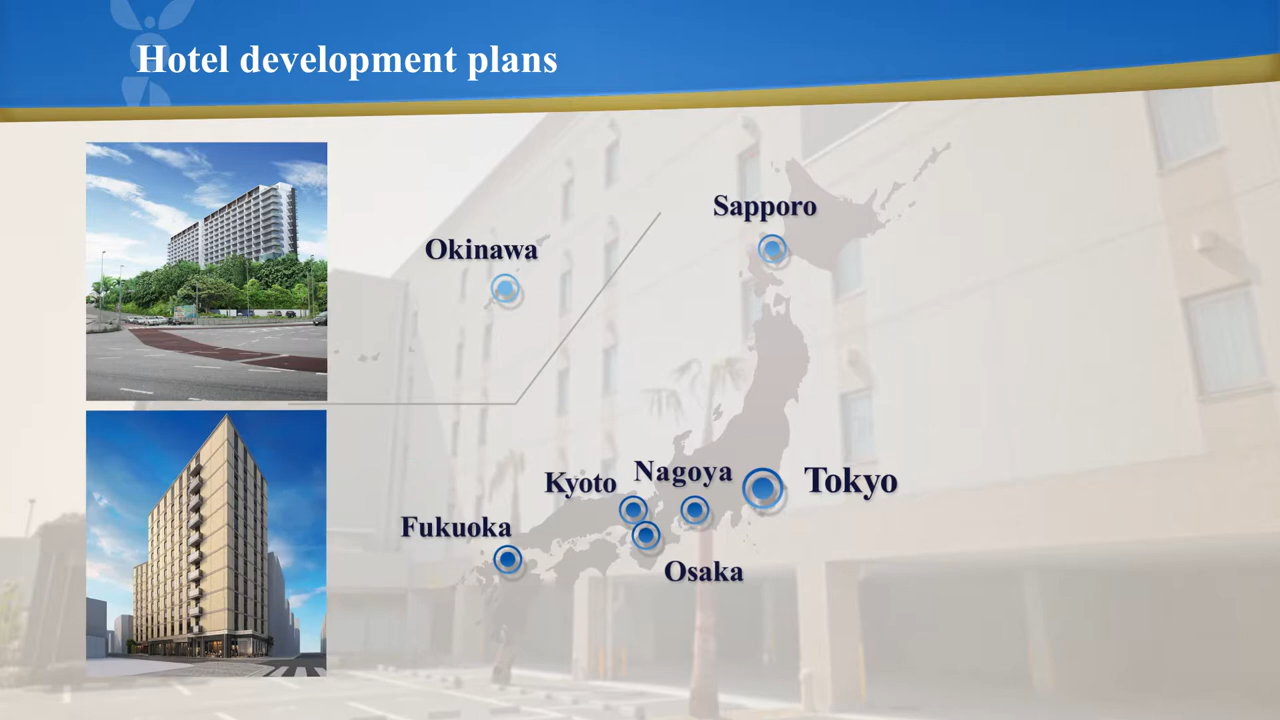 Hotel development plans
Sapporo
Okinawa
Nagoya
Kyoto
Tokyo
Fukuoka
Osaka